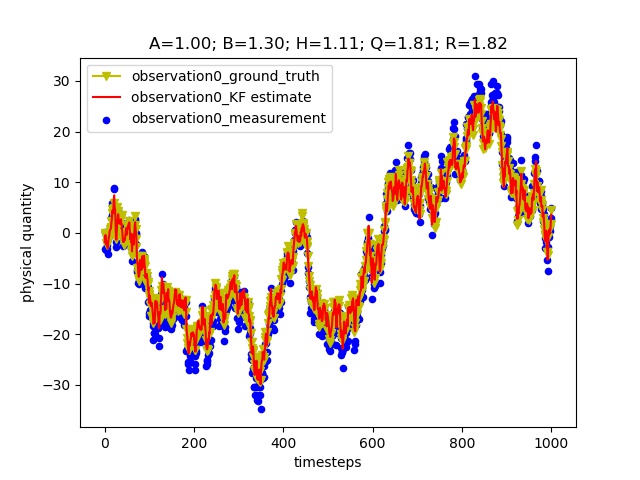 A=1.00; B=1.30; H=1.11; Q=1.81; R=1.82
observation0_ground_truth
observation0_KF estimate
observation0_measurement
physical quantity
30
20
10
0
−10
−20
−30
0 200 400 600 800 1000
timesteps